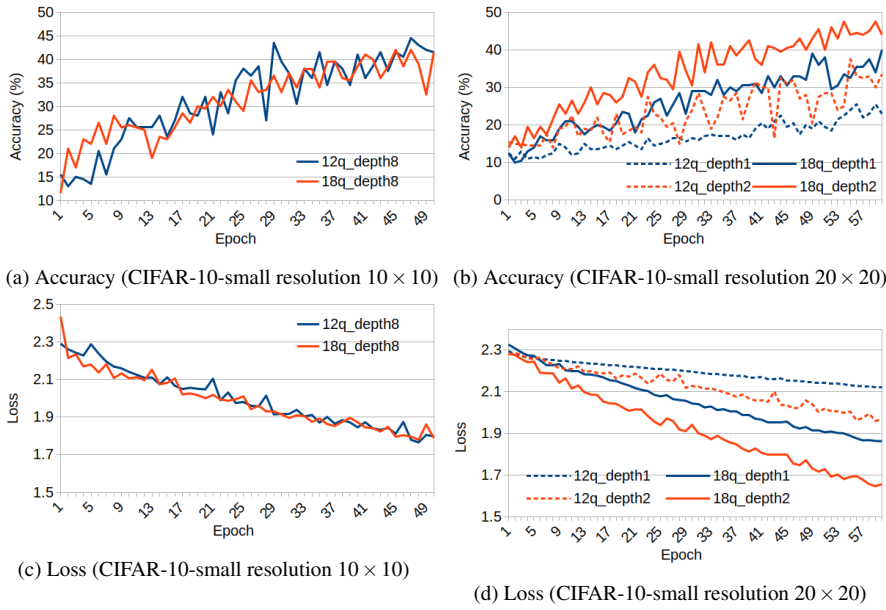 50
45
40
35
30
25
20
15
10
Accuracy (%)
1 5 9 13 17 21 25 29 33 37 41 45 49
Epoch
12q_depth8
18q_depth8
(a) Accuracy (CIFAR-10-small resolution 10 × 10)
50
40
30
20
10
0
Accuracy (%)
1 5 9 13 17 21 25 29 33 37 41 45 49 53 57
Epoch
12q_depth1 18q_depth1
12q_depth2 18q_depth2
(b) Accuracy (CIFAR-10-small resolution 20 × 20)
2.5
2.3
2.1
1.9
1.7
1.5
Loss
1 5 9 13 17 21 25 29 33 37 41 45 49
Epoch
12q_depth8
18q_depth8
(c) Loss (CIFAR-10-small resolution 10 × 10)
2.3
2.1
1.9
1.7
1.5
Loss
1 5 9 13 17 21 25 29 33 37 41 45 49 53 57
Epoch
12q_depth1 18q_depth1
12q_depth2 18q_depth2
(d) Loss (CIFAR-10-small resolution 20 × 20)